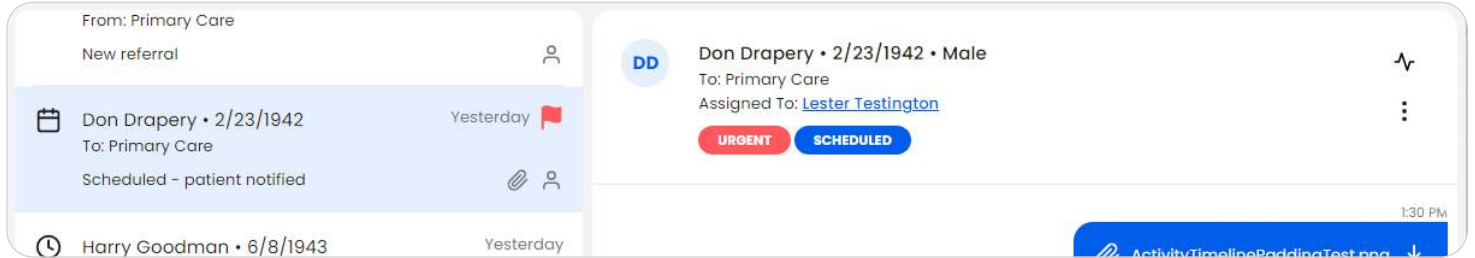 From: Primary Care
New referral
Don Drapery • 2/23/1942
Yesterday
To: Primary Care
Scheduled - patient notified
Harry Goodman • 6/8/1943
Yesterday
DD
Don Drapery • 2/23/1942 • Male
To: Primary Care
Assigned To: Lester Testington
URGENT
SCHEDULED
1:30 PM
ActivityTimelinePaddingTest.png